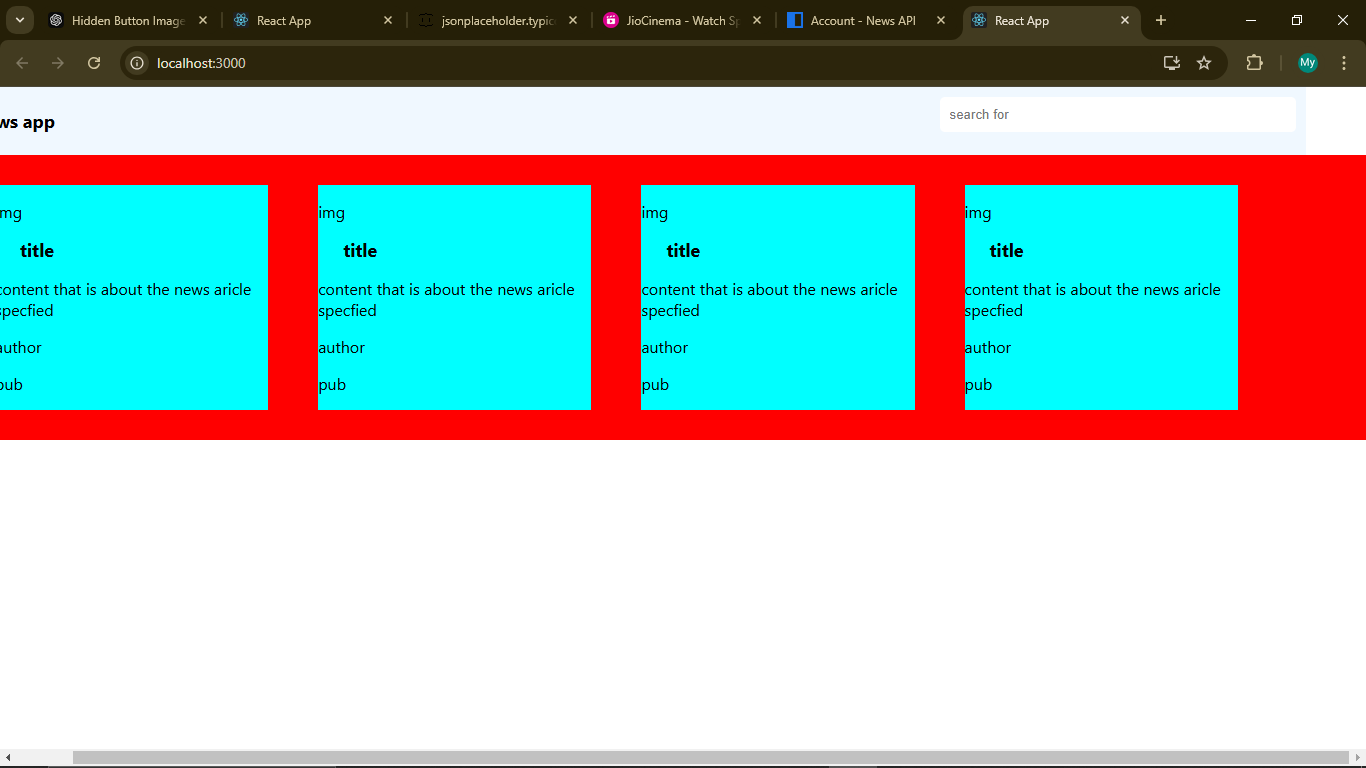 Hidden Button Image
React App
jsonplaceholder.typic
JioCinema - Watch Sp
Account - News API
React App
localhost:3000
My
ws app
search for
img img img img
title title title title
content that is about the news aricle content that is about the news aricle content that is about the news aricle content that is about the news aricle
specfied specfied specfied specfied
author author author author
pub pub pub pub